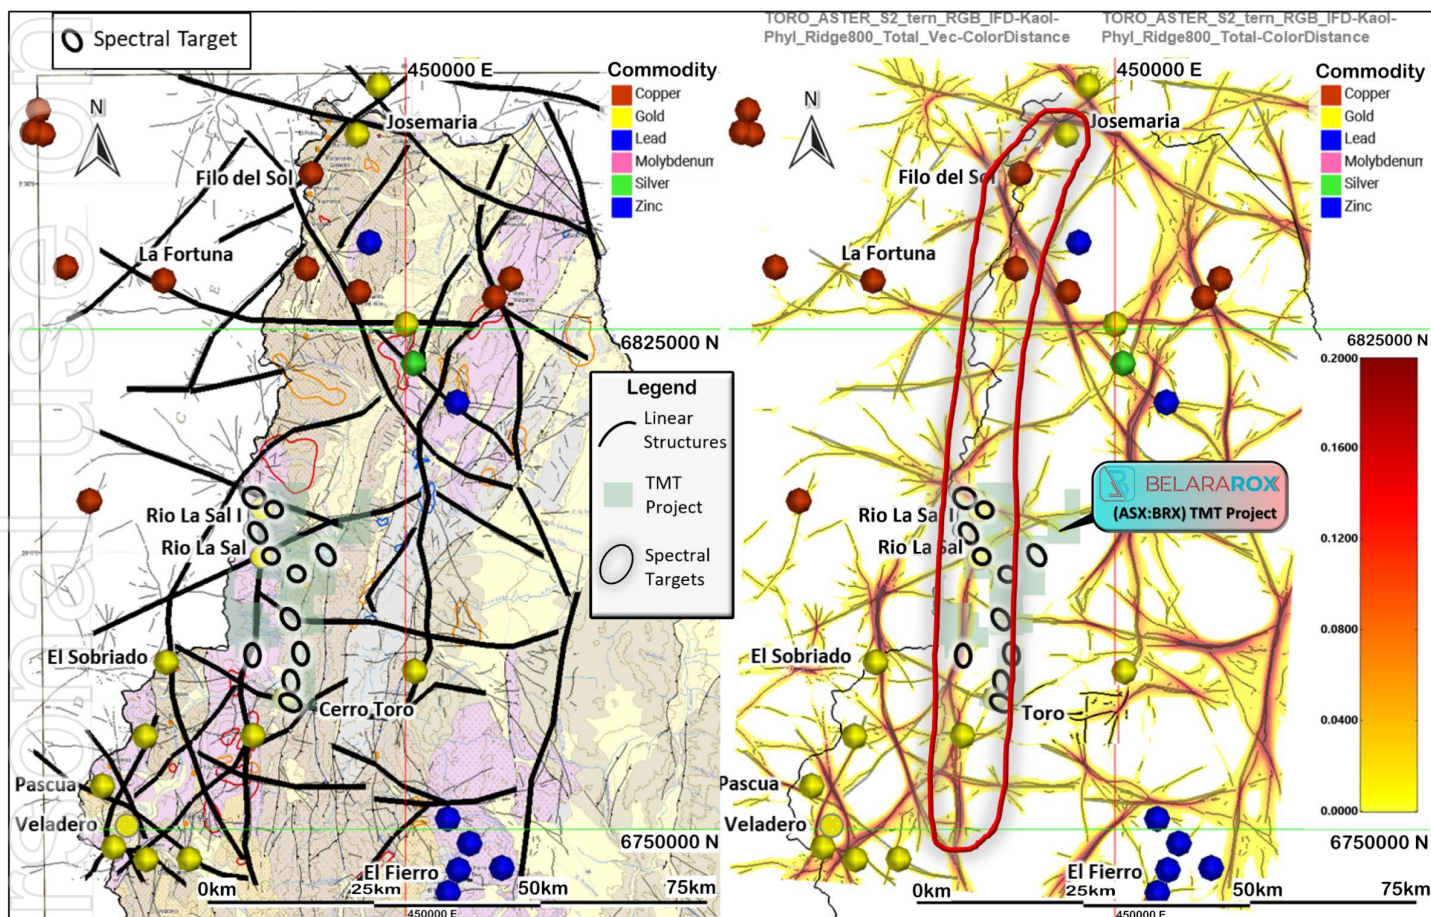 rsonal use on
Spectral Target
450000 E
Commodity
Copper
Gold
Lead
Molybdenum
Silver
Zinc
N
Josemaria
Filo del Sol
La Fortuna
6825000 N
Legend
Linear
Structures
TMT
Project
Spectral
Targets
Rio La Sal I
Rio La Sal
El Sobriado
Cerro Toro
Pascua
Veladero
6750000 N
El Fierro
0km
25km
50km
75km
450000 E
TORO_ASTER_S2_tern_RGB_IFD-Kaol-
Phyl_Ridge800_Total_Vec-ColorDistance
TORO_ASTER_S2_tern_RGB_IFD-Kaol-
Phyl_Ridge800_Total-ColorDistance
450000 E
Commodity
Copper
Gold
Lead
Molybdenum
Silver
Zinc
N
Josemaria
Filo del Sol
La Fortuna
6825000 N
0.2000
0.1600
0.1200
0.0800
0.0400
0.0000
BELARAROX
(ASX:BRX) TMT Project
Rio La Sal I
Rio La Sal
El Sobriado
Toro
Pascua
Veladero
6750000 N
El Fierro
0km
25km
50km
75km
450000 E